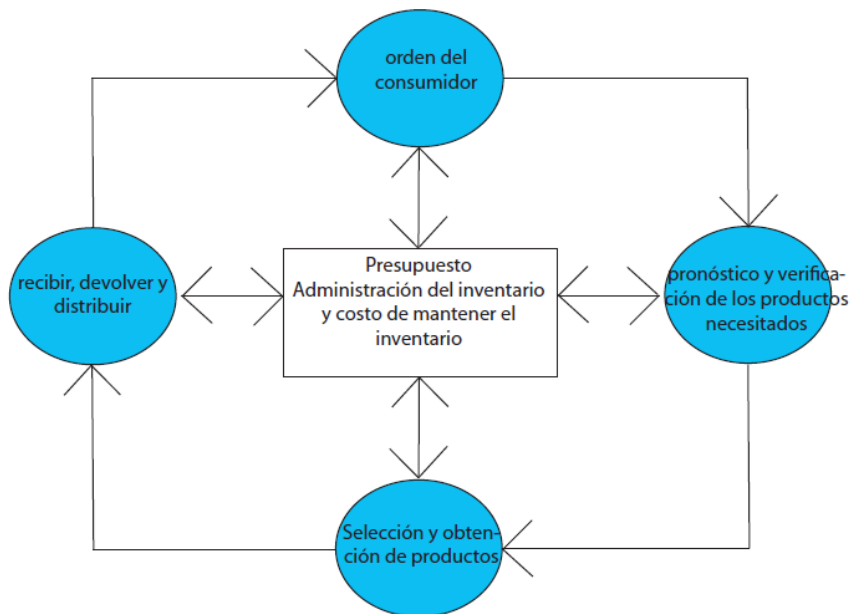 orden del
consumidor
recibir, devolver y
distribuir
Presupuesto
Administración del inventario
y costo de mantener el
inventario
pronóstico y verifica-
ción de los productos
necesitados
Selección y obten-
ción de productos